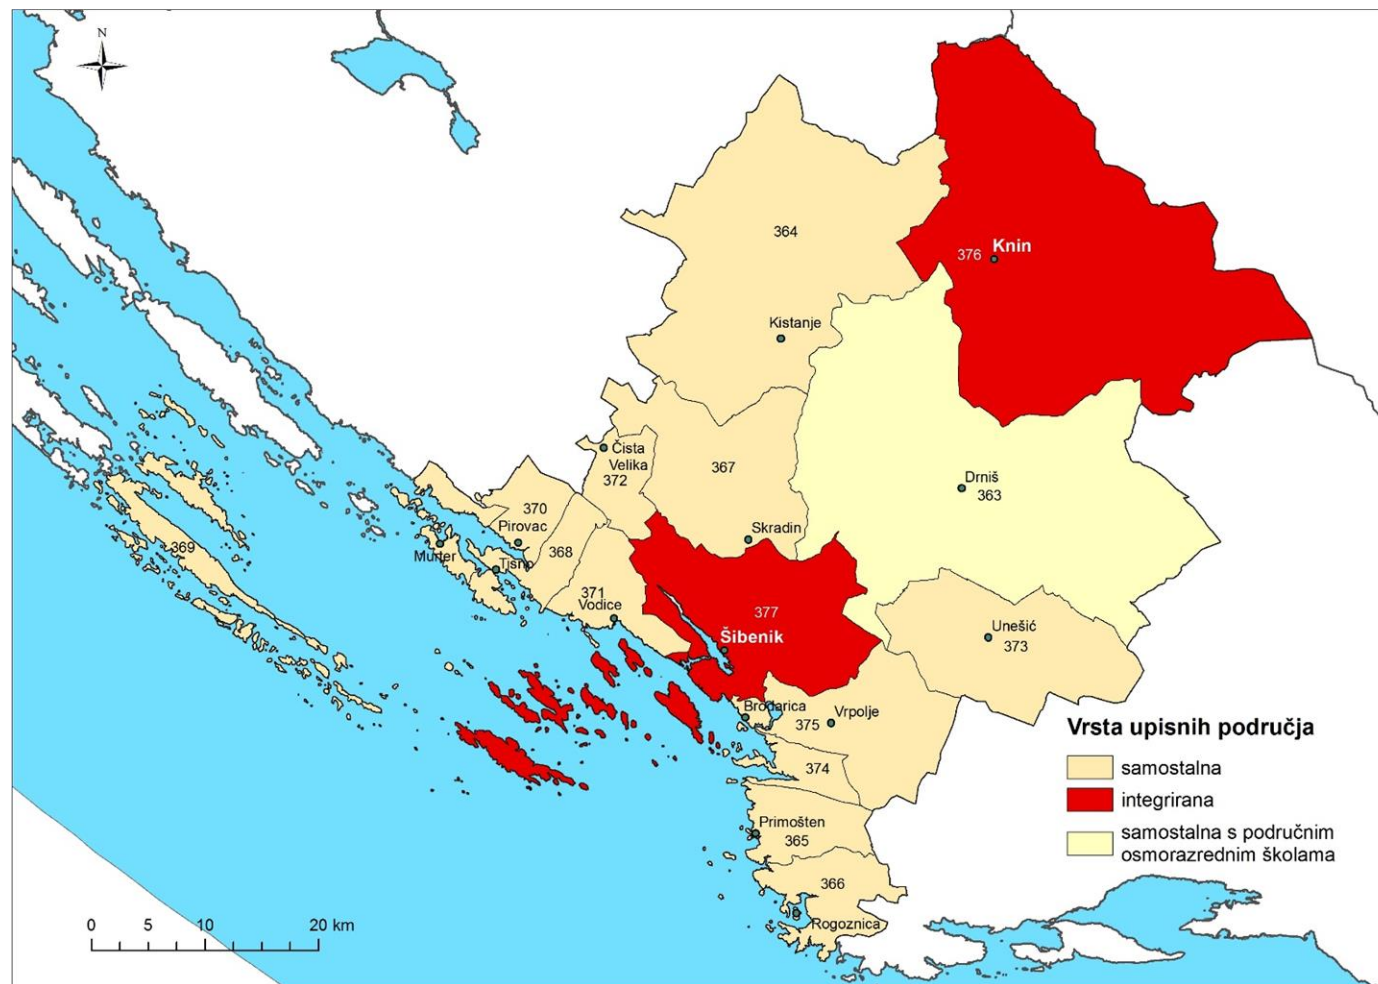 N
364
Knin
376
Kistanje
Čista
Velika
372
367
Drniš
363
370
Pirovac
Skradin
369
Murter
368
Tisno
371
Vodice
377
Šibenik
Unešić
373
Brodarica
Vrpolje
375
374
Primošten
365
366
Rogoznica
Vrsta upisnih područja
samostalna
integrirana
samostalna s područnim
osmorazrednim školama
0 5 10 20 km